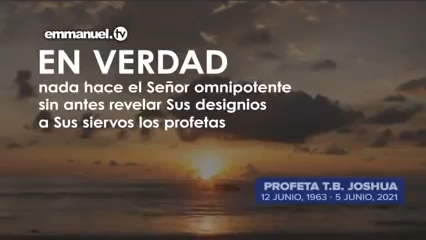 emmanuel.tv
EN VERDAD
nada hace el Señor omnipotente
sin antes revelar Sus designios
a Sus siervos los profetas
PROFETA T.B. JOSHUA
12 JUNIO, 1963 - 5 JUNIO, 2021